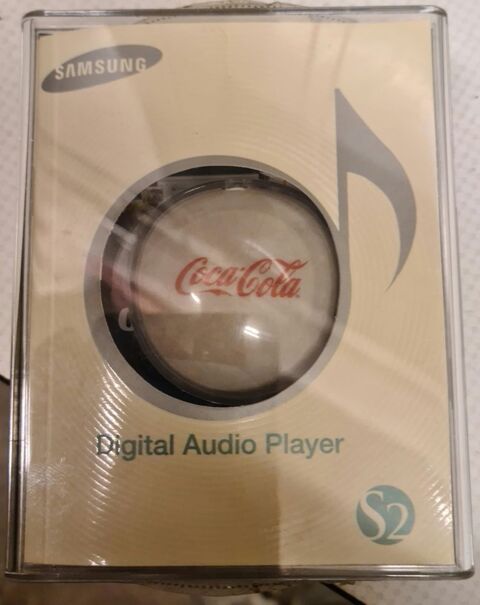 SAMSUNG
Coca-Cola
Digital Audio Player
S2